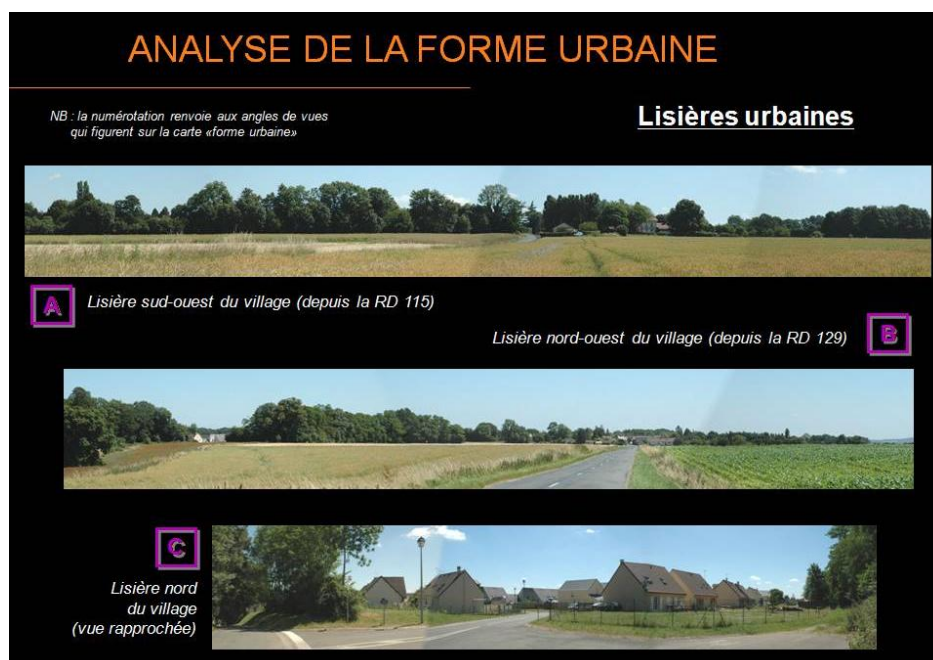 ANALYSE DE LA FORME URBAINE
NB : la numérotation renvoie aux angles de vues
qui figurent sur la carte «forme urbaine»
Lisières urbaines
A
Lisière sud-ouest du village (depuis la RD 115)
Lisière nord-ouest du village (depuis la RD 129)
B
C
Lisière nord
du village
(vue rapprochée)